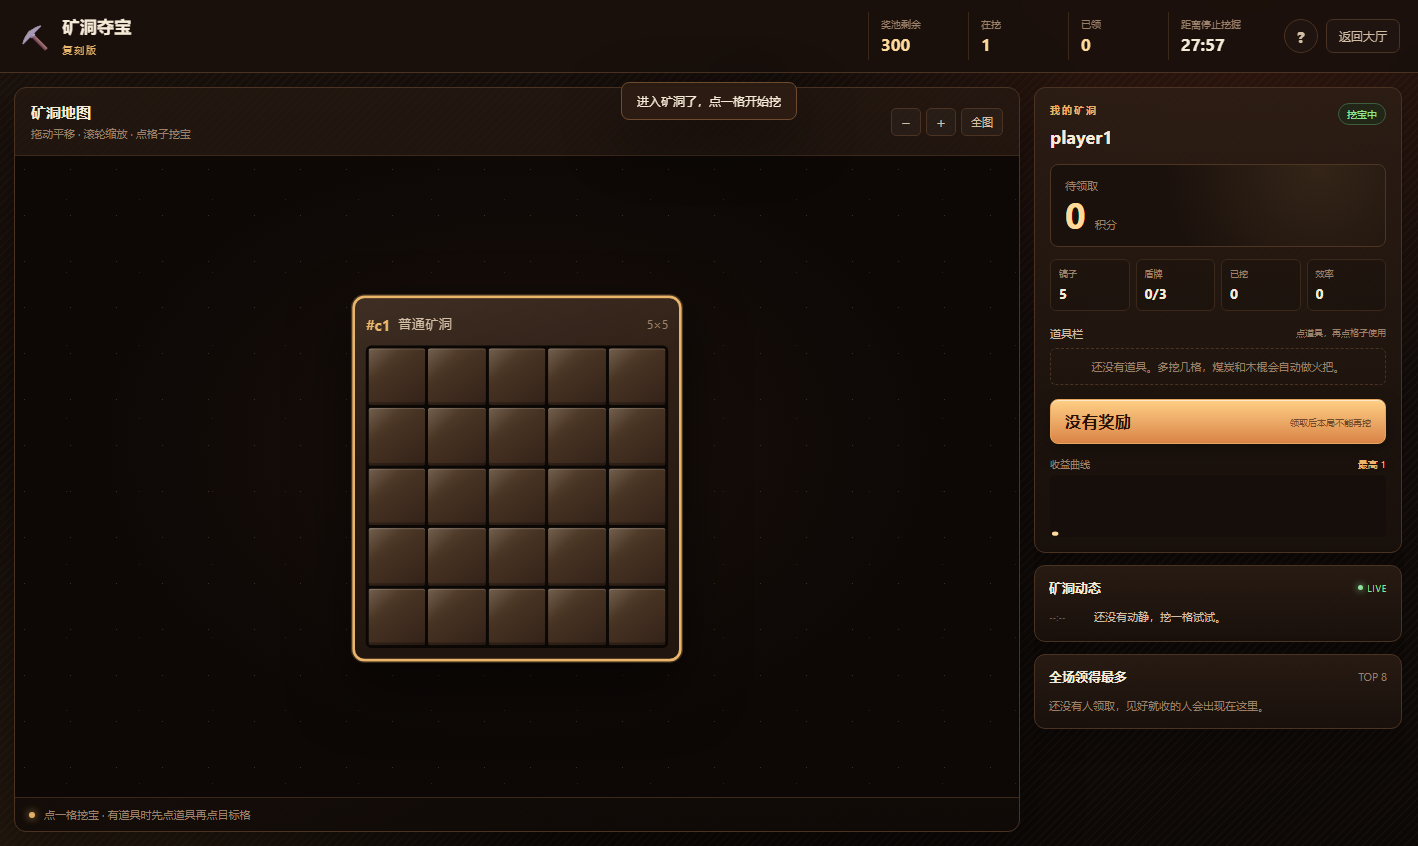 矿洞夺宝
复刻版
奖池剩余
300
在挖
1
已领
0
距离停止挖掘
27:57
?
返回大厅
进入矿洞了，点一格开始挖
矿洞地图
拖动平移 · 滚轮缩放 · 点格子挖宝
−
+
全图
#c1 普通矿洞 5×5
点一格挖宝 · 有道具时先点道具再点目标格
我的矿洞
挖宝中
player1
待领取
0 积分
镐子
5
盾牌
0/3
已挖
0
效率
0
道具栏 点道具，再点格子使用
还没有道具。多挖几格，煤炭和木棍会自动做火把。
没有奖励 领取后本局不能再挖
收益曲线 最高 1
矿洞动态 LIVE
--:-- 还没有动静，挖一格试试。
全场领得最多 TOP 8
还没有人领取，见好就收的人会出现在这里。